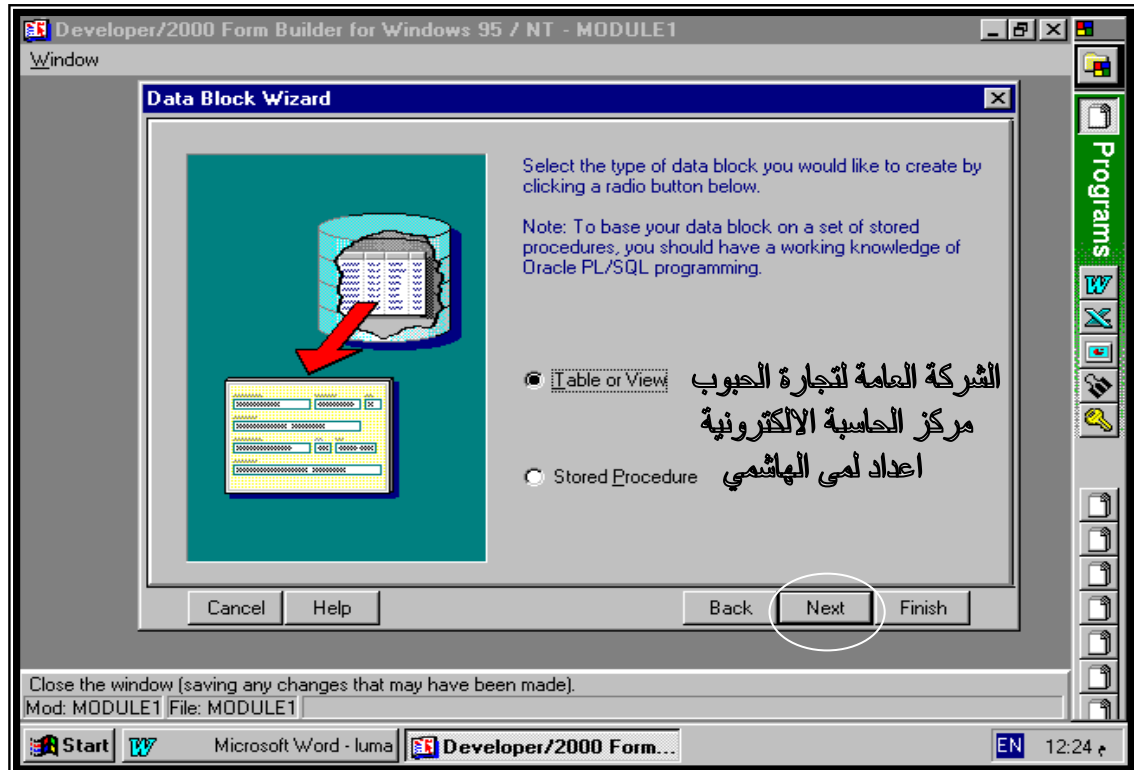 Developer/2000 Form Builder for Windows 95 / NT - MODULE1
Window
Programs
Data Block Wizard
Select the type of data block you would like to create by
clicking a radio button below.
Note: To base your data block on a set of stored
procedures, you should have a working knowledge of
Oracle PL/SQL programming.
Table or View
الشركة العامة لتجارة الحبوب
مركز الحاسبة الالكترونية
Stored Procedure
اعداد لمى الهاشمي
Cancel Help Back Next Finish
Close the window (saving any changes that may have been made).
Mod: MODULE1 File: MODULE1
Start Microsoft Word - luma Developer/2000 Form... EN 12:24 م